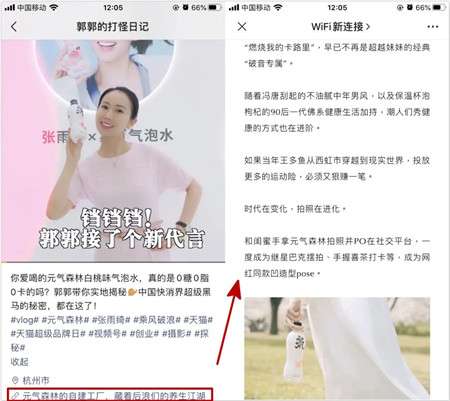 中国移动 12:05 66%
郭郭的打怪日记
张雨绮×元气森林气泡水
铛铛铛！
郭郭接了个新代言
你爱喝的元气森林白桃味气泡水，真的是0糖0脂
0卡的吗？郭郭带你实地揭秘👉中国快消界超级黑
马的秘密，都在这了！
#vlog# #元气森林# #张雨绮# #乘风破浪# #天猫#
#天猫超级品牌日# #视频号# #创业# #摄影# #探
秘#
收起
杭州市
元气森林的自建工厂，藏着后浪们的养生江湖
中国移动 12:05 66%
WiFi新连接
“燃烧我的卡路里”，早已不再是超越妹妹的经典
“破音专属”。
随着冯唐刮起的不油腻中年男风，以及保温杯泡
枸杞的90后一代佛系健康生活加持，潮人们秀健
康的方式也在进阶。
如果当年王多鱼从西虹市穿越到现实世界，投放
更多的运动险，必须又狠赚一笔。
时代在变化，拍照在进化。
和闺蜜手拿元气森林拍照并PO在社交平台，一
度成为继星巴克摆拍、手握喜茶打卡等，成为网
红同款凹造型pose。